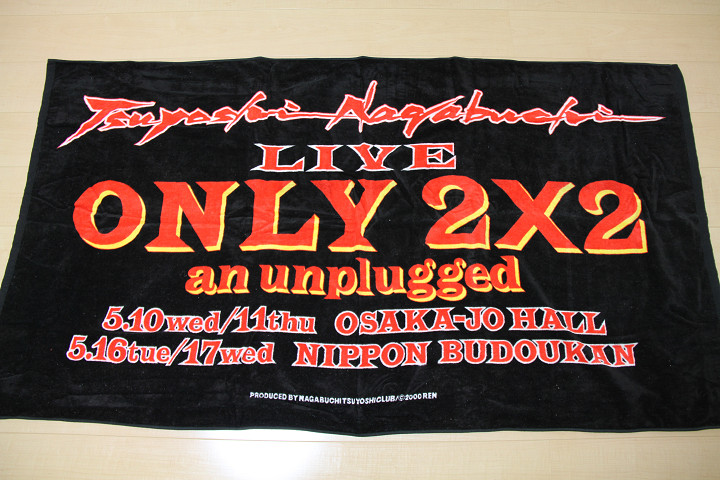 Tsuyoshi Nagabuchi
LIVE
ONLY 2X2
an unplugged
5.10wed/11thu OSAKA-JO HALL
5.16tue/17wed NIPPON BUDOUKAN
PRODUCED BY NAGABUCHITSUYOSHICLUB/©2000 REN